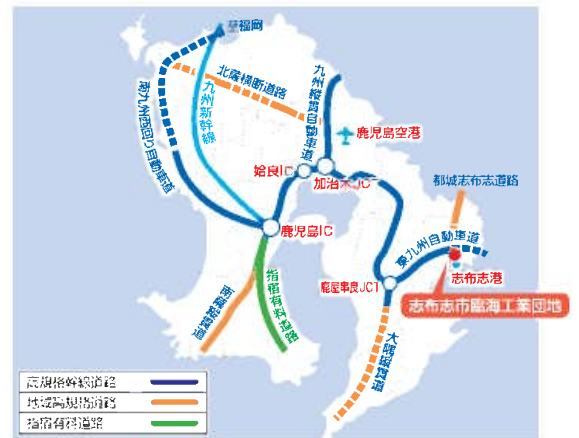 至福岡
北薩横断道路
九州縦貫自動車道
九州新幹線
南九州西回り自動車道
鹿児島空港
姶良IC
加治木JCT
都城志布志道路
鹿児島IC
東九州自動車道
志布志港
鹿屋串良JCT
志布志市臨海工業団地
指宿有料道路
南薩縦貫道
大隅縦貫道
高規格幹線道路
地域高規格道路
指宿有料道路